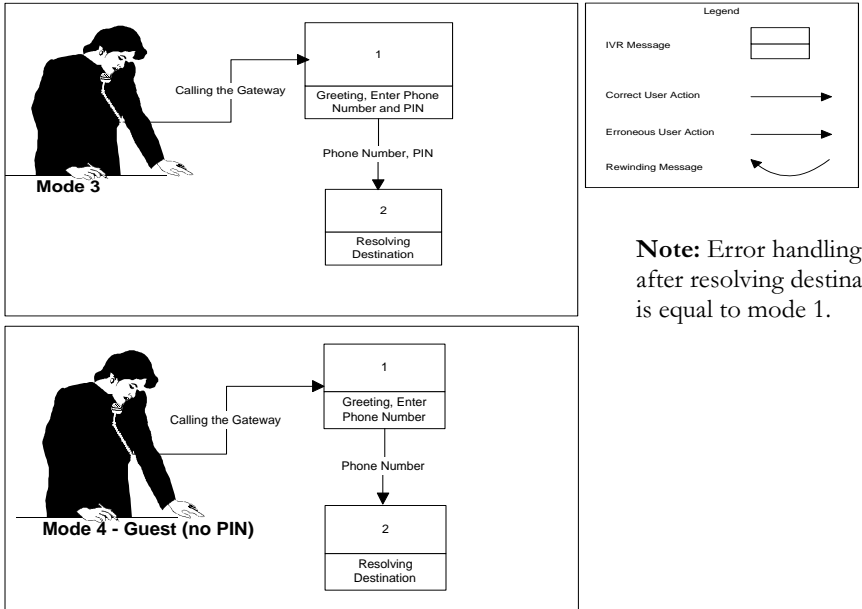 1
Calling the Gateway
Greeting, Enter Phone
Number and PIN
Phone Number, PIN
Mode 3
2
Resolving
Destination
Legend
IVR Message
Correct User Action
Erroneous User Action
Rewinding Message
Note: Error handling
after resolving destina
is equal to mode 1.
1
Greeting, Enter
Phone Number
Calling the Gateway
Phone Number
Mode 4 - Guest (no PIN)
2
Resolving
Destination